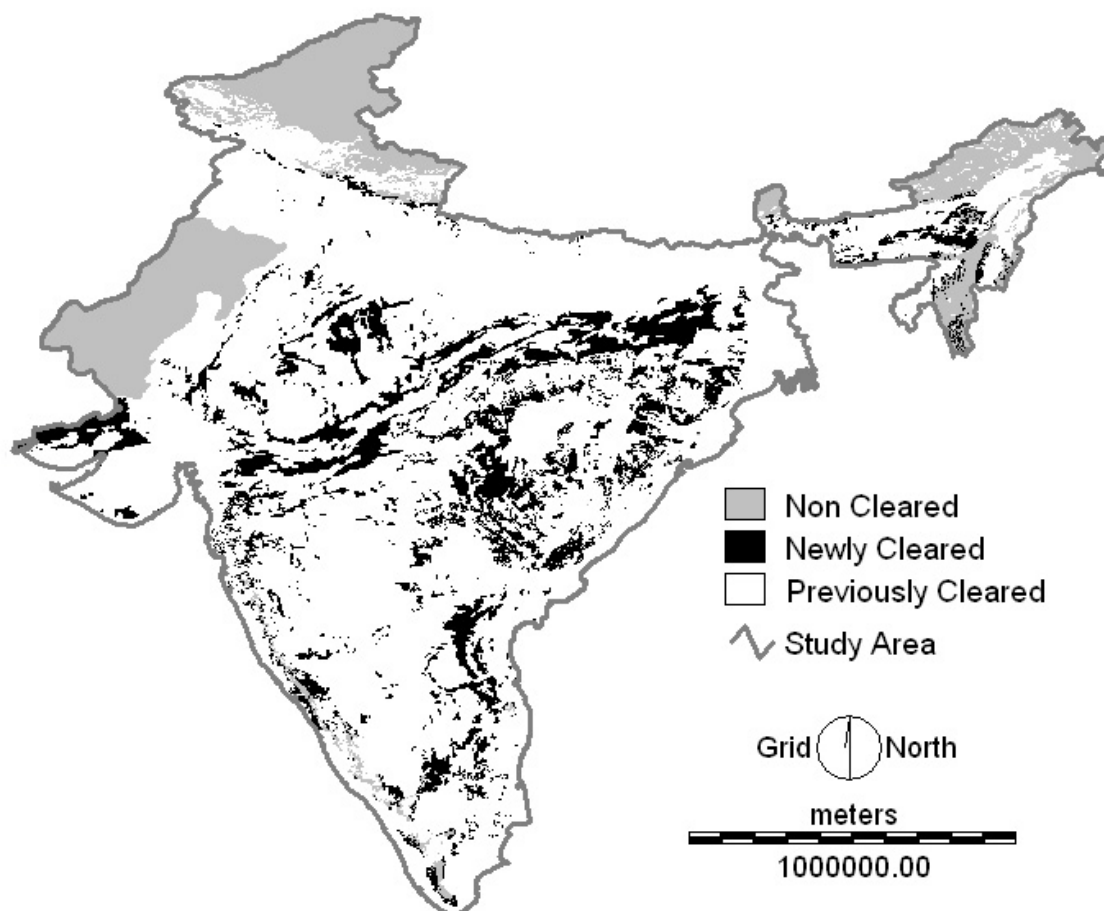 Non Cleared
Newly Cleared
Previously Cleared
Study Area
Grid North
meters
1000000.00